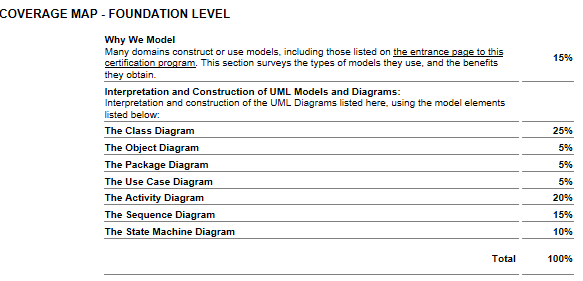 COVERAGE MAP - FOUNDATION LEVEL
Why We Model
Many domains construct or use models, including those listed on the entrance page to this
certification program. This section surveys the types of models they use, and the benefits
they obtain.
15%
Interpretation and Construction of UML Models and Diagrams:
Interpretation and construction of the UML Diagrams listed here, using the model elements
listed below:
The Class Diagram 25%
The Object Diagram 5%
The Package Diagram 5%
The Use Case Diagram 5%
The Activity Diagram 20%
The Sequence Diagram 15%
The State Machine Diagram 10%
Total 100%